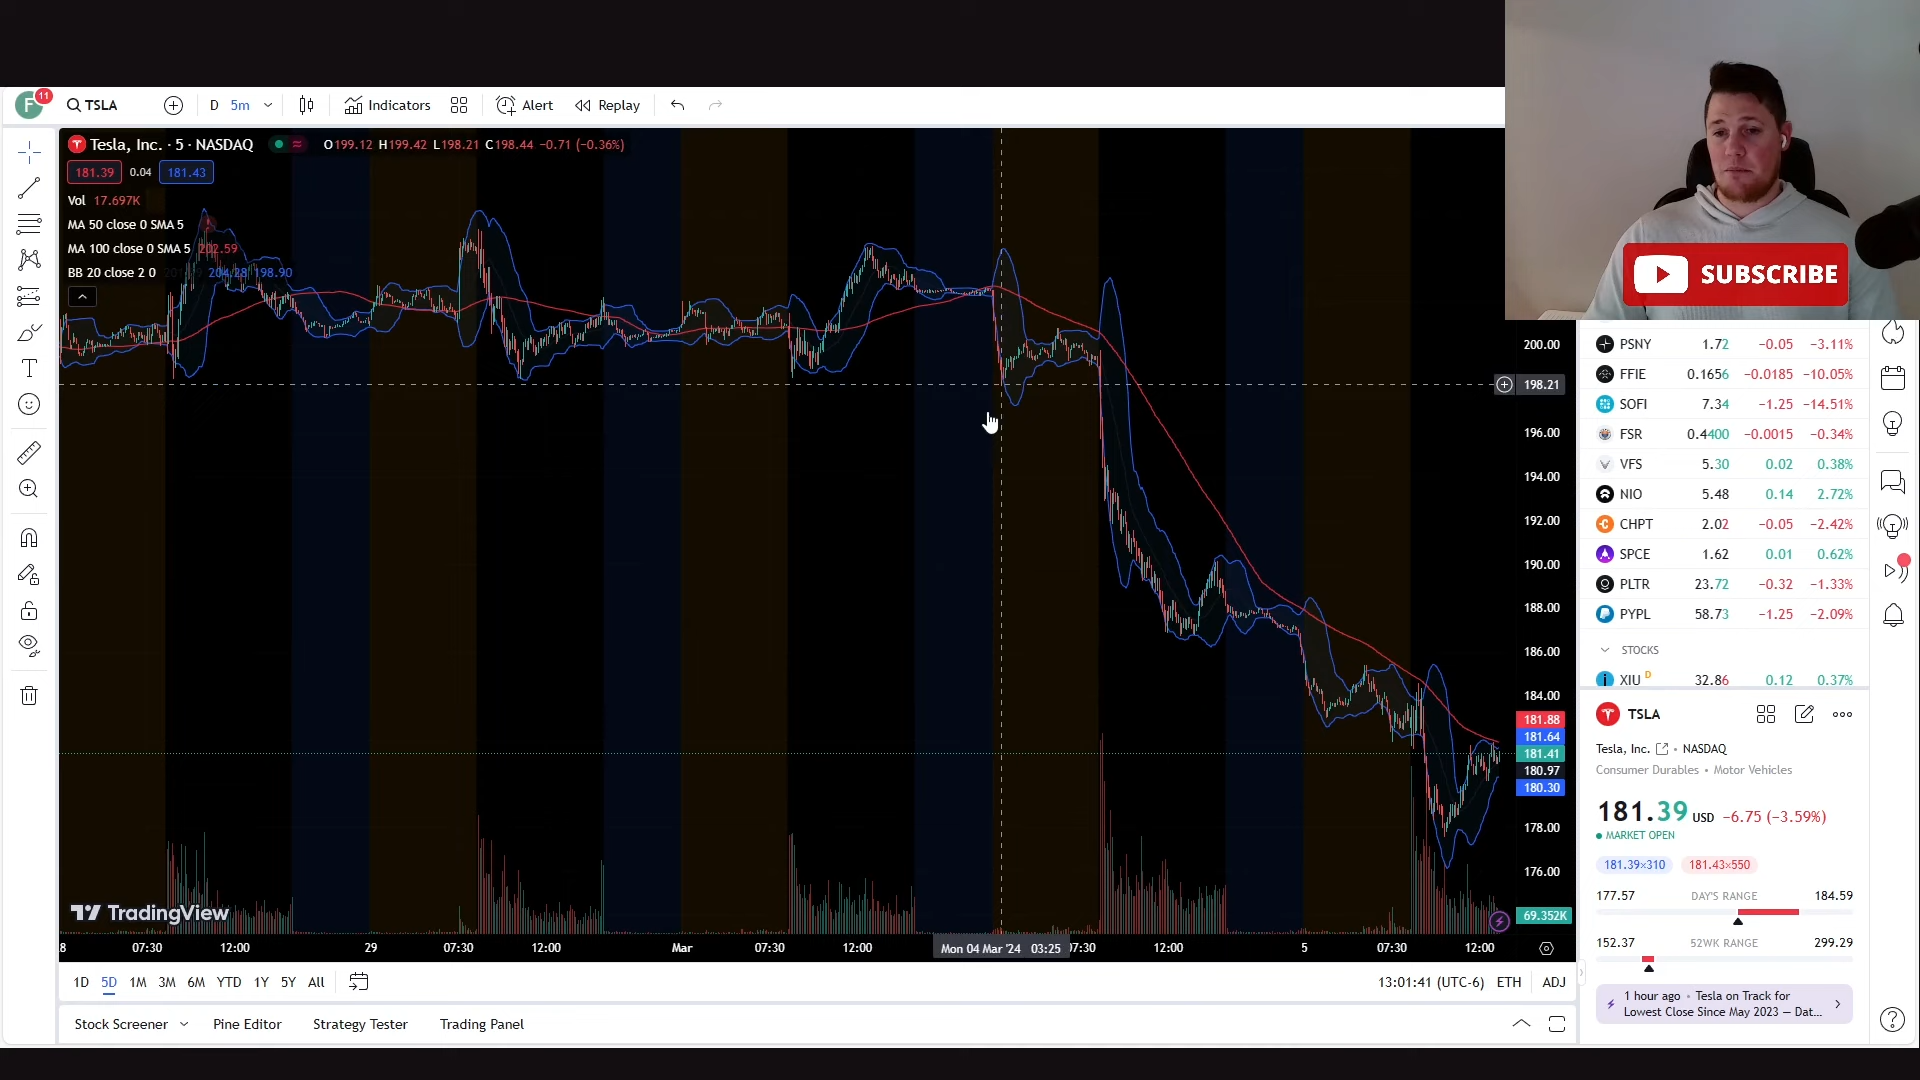 F 11 TSLA D 5m Indicators Alert Replay
Tesla, Inc. · 5 · NASDAQ O199.12 H199.42 L198.21 C198.44 −0.71 (−0.36%)
181.39 0.04 181.43
Vol 17.697K
MA 50 close 0 SMA 5
MA 100 close 0 SMA 5 202.59
BB 20 close 2 0 204.28 198.90
SUBSCRIBE
200.00
198.21
196.00
194.00
192.00
190.00
188.00
186.00
184.00
181.88
181.64
181.41
180.97
180.30
178.00
176.00
69.352K
TradingView
8 07:30 12:00 29 07:30 12:00 Mar 07:30 12:00 Mon 04 Mar '24 03:25 07:30 12:00 5 07:30 12:00
1D 5D 1M 3M 6M YTD 1Y 5Y All 13:01:41 (UTC-6) ETH ADJ
Stock Screener Pine Editor Strategy Tester Trading Panel
PSNY 1.72 −0.05 −3.11%
FFIE 0.1656 −0.0185 −10.05%
SOFI 7.34 −1.25 −14.51%
FSR 0.4400 −0.0015 −0.34%
VFS 5.30 0.02 0.38%
NIO 5.48 0.14 2.72%
CHPT 2.02 −0.05 −2.42%
SPCE 1.62 0.01 0.62%
PLTR 23.72 −0.32 −1.33%
PYPL 58.73 −1.25 −2.09%
STOCKS
XIU D 32.86 0.12 0.37%
TSLA
Tesla, Inc. • NASDAQ
Consumer Durables • Motor Vehicles
181.39 USD −6.75 (−3.59%)
MARKET OPEN
181.39×310 181.43×550
177.57 DAY'S RANGE 184.59
152.37 52WK RANGE 299.29
1 hour ago • Tesla on Track for
Lowest Close Since May 2023 — Dat...